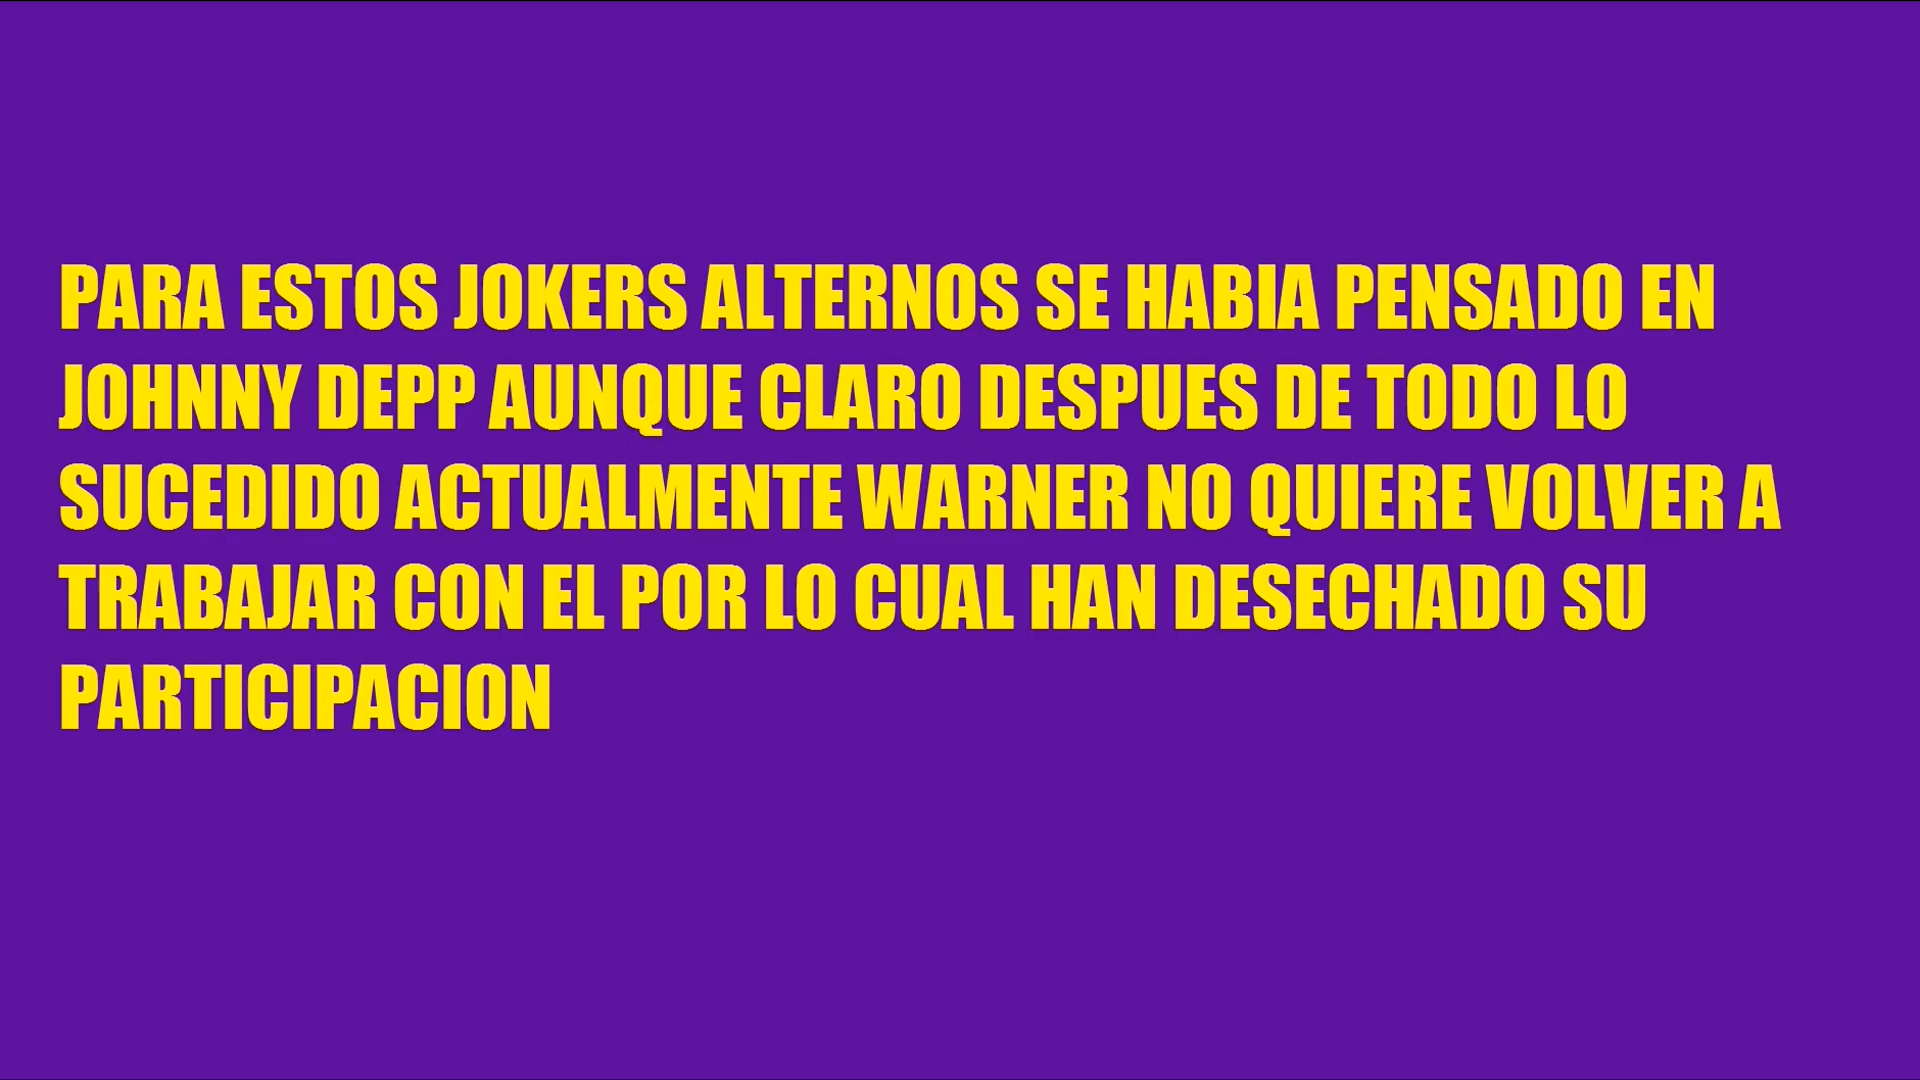 PARA ESTOS JOKERS ALTERNOS SE HABIA PENSADO EN
JOHNNY DEPP AUNQUE CLARO DESPUES DE TODO LO
SUCEDIDO ACTUALMENTE WARNER NO QUIERE VOLVER A
TRABAJAR CON EL POR LO CUAL HAN DESECHADO SU
PARTICIPACION